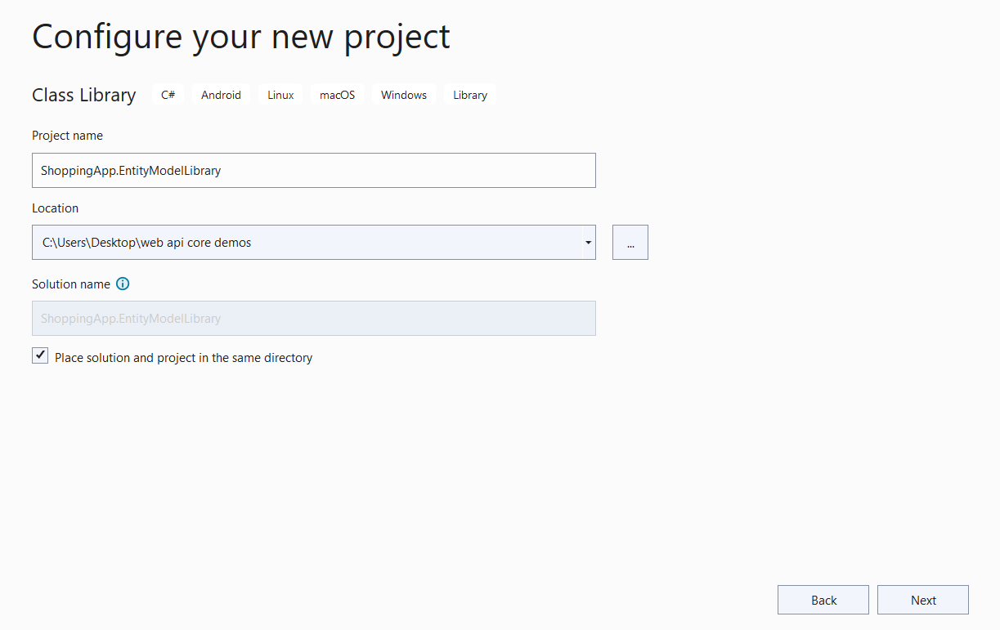 Configure your new project
Class Library C# Android Linux macOS Windows Library
Project name
ShoppingApp.EntityModelLibrary
Location
C:\Users\Desktop\web api core demos
...
Solution name
ShoppingApp.EntityModelLibrary
Place solution and project in the same directory
Back Next